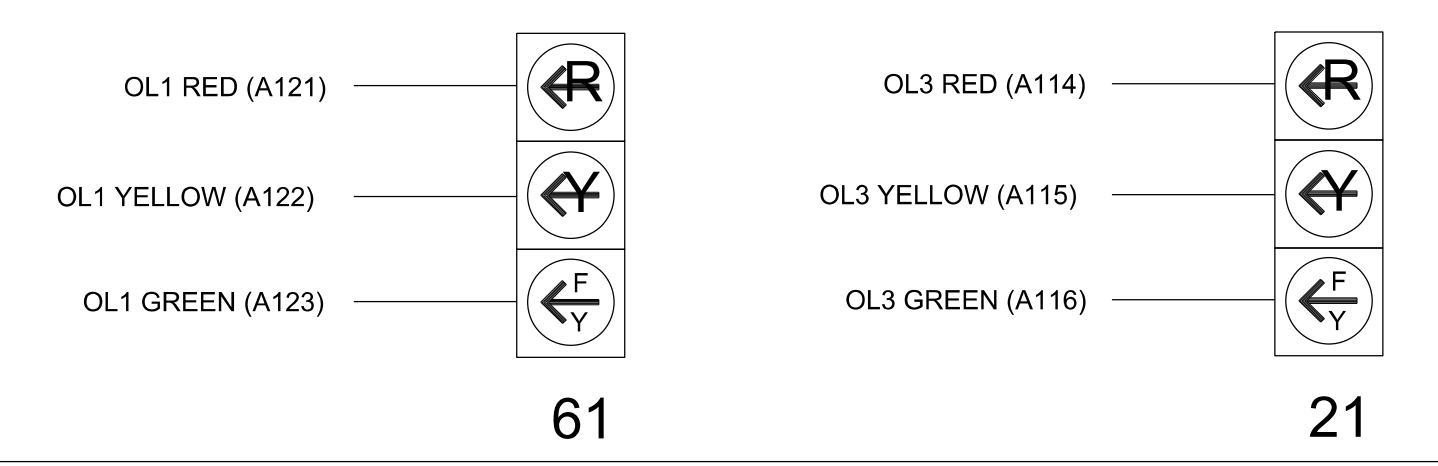 OL1 RED (A121)
R
OL1 YELLOW (A122)
Y
OL1 GREEN (A123)
F
Y
61
OL3 RED (A114)
R
OL3 YELLOW (A115)
Y
OL3 GREEN (A116)
F
Y
21